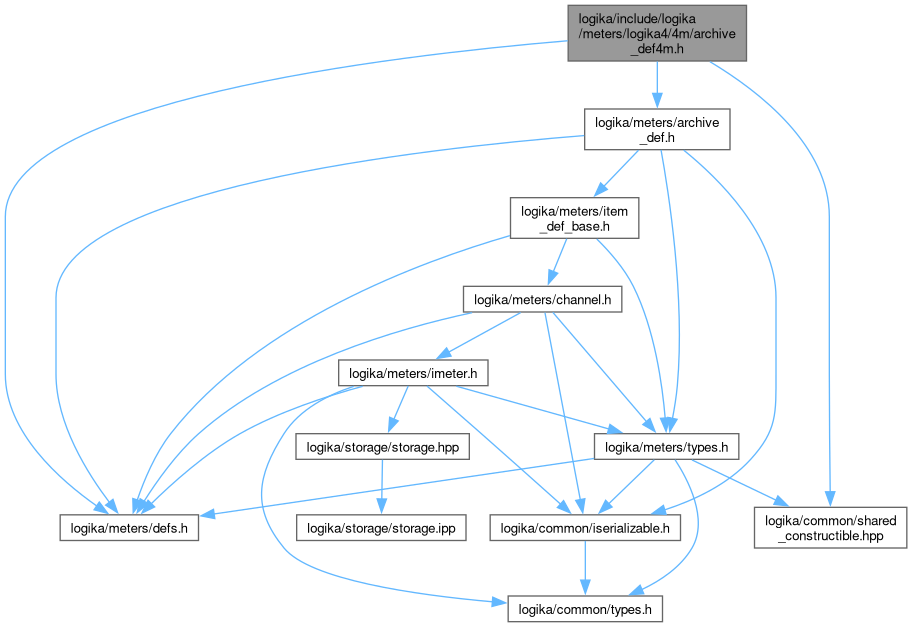 logika/include/logika
/meters/logika4/4m/archive
_def4m.h
logika/meters/archive
_def.h
logika/meters/item
_def_base.h
logika/meters/channel.h
logika/meters/imeter.h
logika/storage/storage.hpp
logika/meters/types.h
logika/meters/defs.h
logika/storage/storage.ipp
logika/common/iserializable.h
logika/common/shared
_constructible.hpp
logika/common/types.h